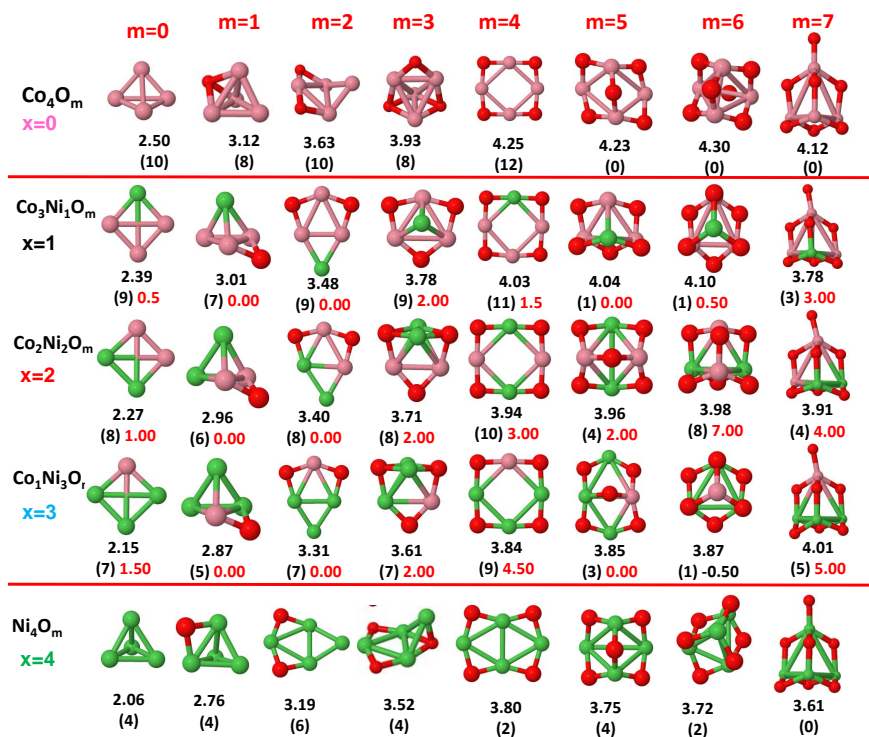 m=0 m=1 m=2 m=3 m=4 m=5 m=6 m=7
Co4Om
x=0
2.50 3.12 3.63 3.93 4.25 4.23 4.30 4.12
(10) (8) (10) (8) (12) (0) (0) (0)
Co3Ni1Om
x=1
2.39 3.01 3.48 3.78 4.03 4.04 4.10 3.78
(9) 0.5 (7) 0.00 (9) 0.00 (9) 2.00 (11) 1.5 (1) 0.00 (1) 0.50 (3) 3.00
Co2Ni2Om
x=2
2.27 2.96 3.40 3.71 3.94 3.96 3.98 3.91
(8) 1.00 (6) 0.00 (8) 0.00 (8) 2.00 (10) 3.00 (4) 2.00 (8) 7.00 (4) 4.00
Co1Ni3Or
x=3
2.15 2.87 3.31 3.61 3.84 3.85 3.87 4.01
(7) 1.50 (5) 0.00 (7) 0.00 (7) 2.00 (9) 4.50 (3) 0.00 (1) -0.50 (5) 5.00
Ni4Om
x=4
2.06 2.76 3.19 3.52 3.80 3.75 3.72 3.61
(4) (4) (6) (4) (2) (4) (2) (0)